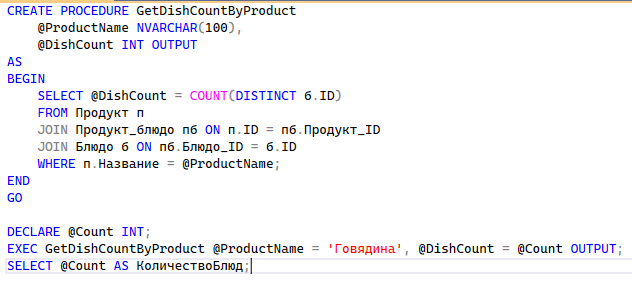 CREATE PROCEDURE GetDishCountByProduct
    @ProductName NVARCHAR(100),
    @DishCount INT OUTPUT
AS
BEGIN
    SELECT @DishCount = COUNT(DISTINCT б.ID)
    FROM Продукт п
    JOIN Продукт_блюдо пб ON п.ID = пб.Продукт_ID
    JOIN Блюдо б ON пб.Блюдо_ID = б.ID
    WHERE п.Название = @ProductName;
END
GO

DECLARE @Count INT;
EXEC GetDishCountByProduct @ProductName = 'Говядина', @DishCount = @Count OUTPUT;
SELECT @Count AS КоличествоБлюд;